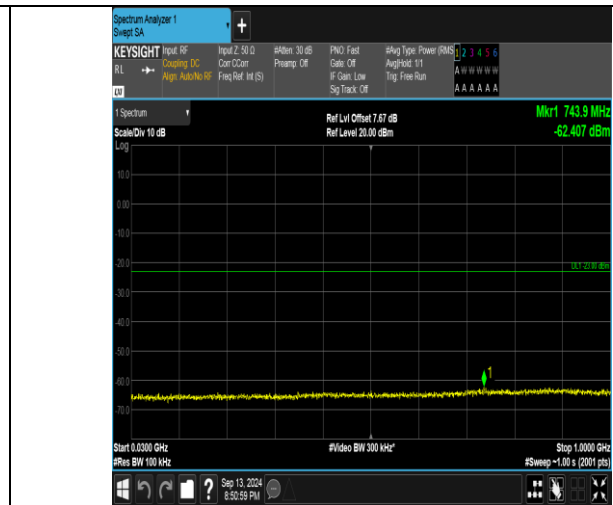 Spectrum Analyzer 1
Swept SA
+
KEYSIGHT Input: RF Input Z: 50 Ω #Atten: 30 dB PNO: Fast #Avg Type: Power (RMS 1 2 3 4 5 6
RL Coupling: DC Corr CCorr Preamp: Off Gate: Off Avg|Hold: 1/1 A W W W W W
Align: Auto/No RF Freq Ref: Int (S) IF Gain: Low Trig: Free Run
LXI Sig Track: Off A A A A A A
1 Spectrum Ref Lvl Offset 7.67 dB Mkr1 743.9 MHz
Scale/Div 10 dB Ref Level 20.00 dBm -62.407 dBm
Log
10.0
0.00
-10.0
-20.0
DL1 -23.00 dBm
-30.0
-40.0
-50.0
1
-60.0
-70.0
Start 0.0300 GHz #Video BW 300 kHz* Stop 1.0000 GHz
#Res BW 100 kHz #Sweep ~1.00 s (2001 pts)
? Sep 13, 2024
8:50:59 PM